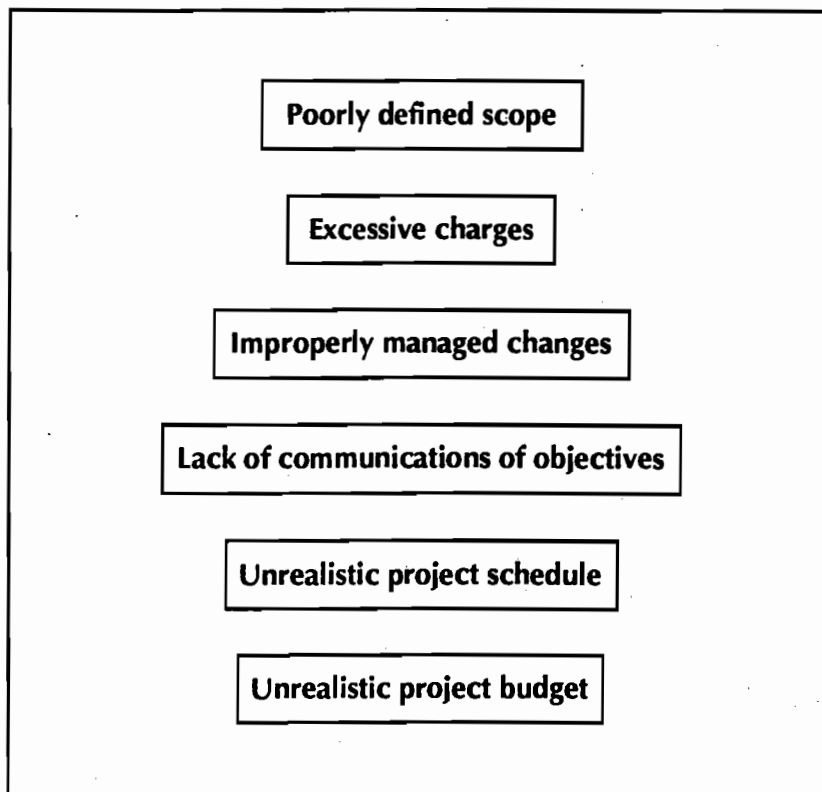 Poorly defined scope
Excessive charges
Improperly managed changes
Lack of communications of objectives
Unrealistic project schedule
Unrealistic project budget